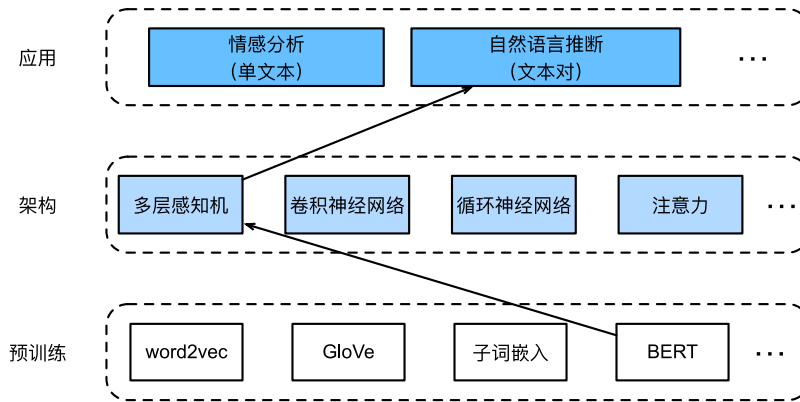 应用
情感分析
（单文本）
自然语言推断
（文本对）
···
架构
多层感知机
卷积神经网络
循环神经网络
注意力
···
预训练
word2vec
GloVe
子词嵌入
BERT
···